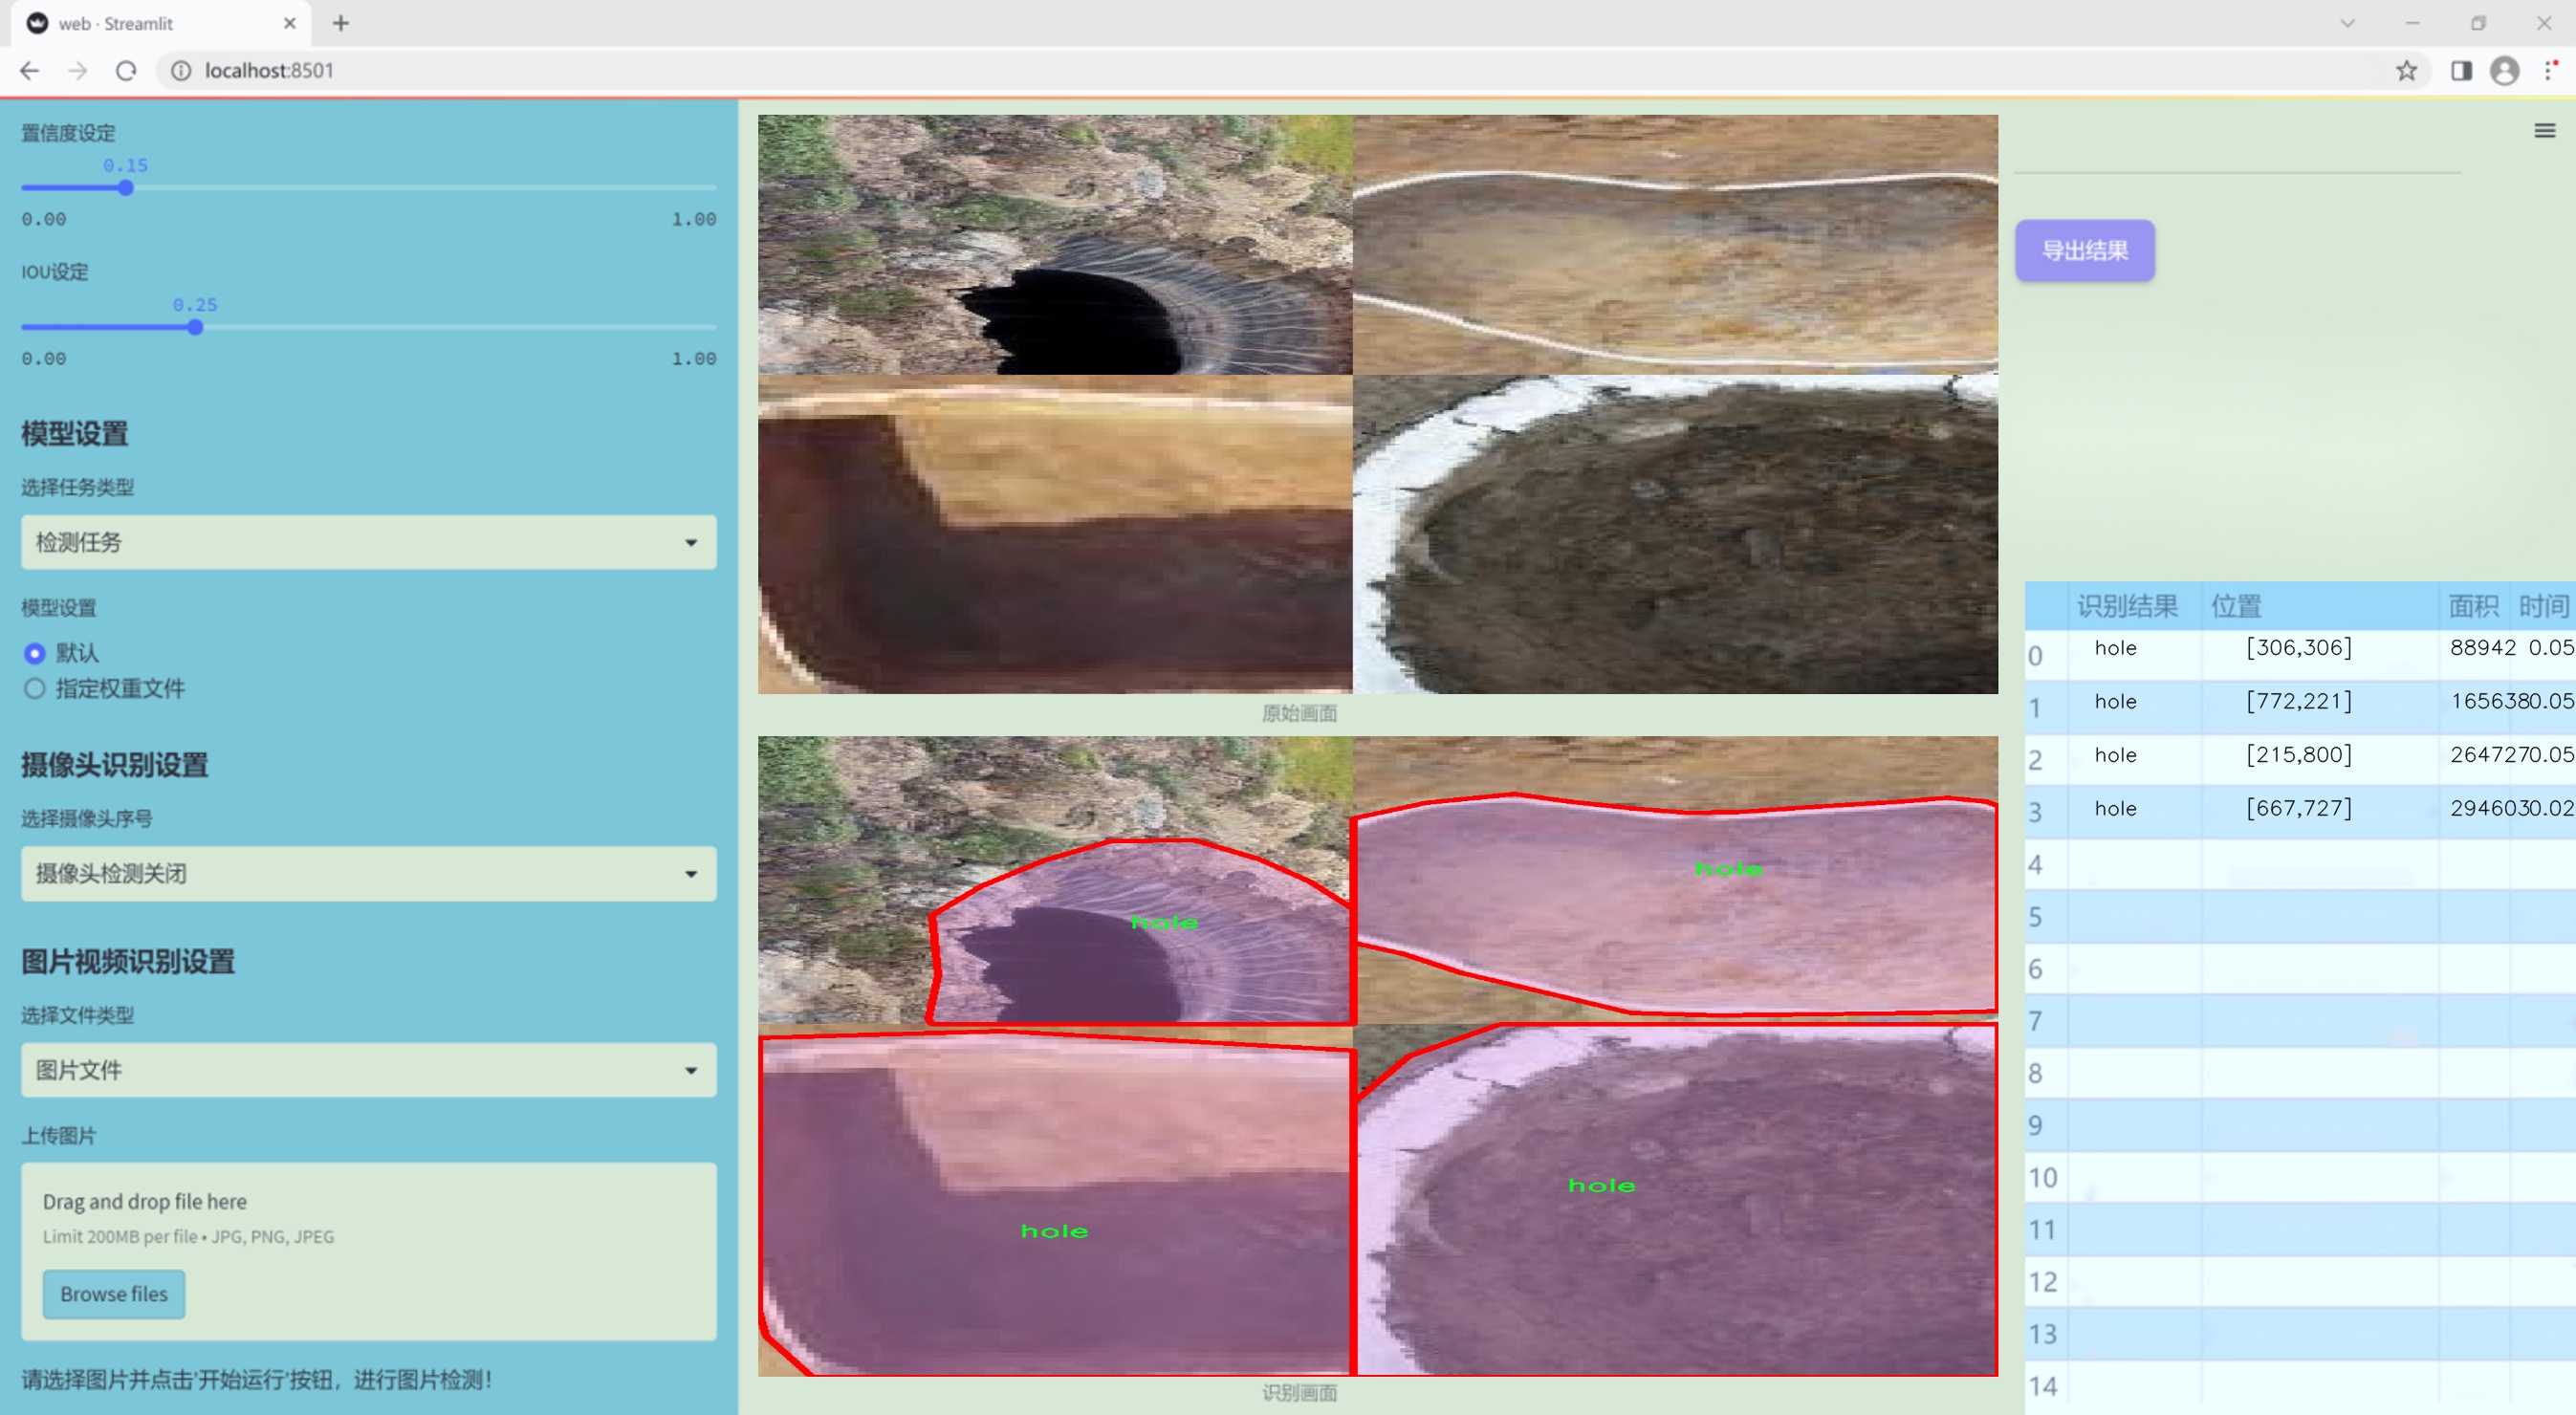 web · Streamlit
localhost:8501
置信度设定
0.15
0.00 1.00
IOU设定
0.25
0.00 1.00
模型设置
选择任务类型
检测任务
模型设置
默认
指定权重文件
摄像头识别设置
选择摄像头序号
摄像头检测关闭
图片视频识别设置
选择文件类型
图片文件
上传图片
Drag and drop file here
Limit 200MB per file • JPG, PNG, JPEG
Browse files
请选择图片并点击'开始运行'按钮，进行图片检测！
原始画面
hole
hole
hole
hole
识别画面
导出结果
识别结果 位置 面积 时间
0 hole [306,306] 88942 0.05
1 hole [772,221] 1656380.05
2 hole [215,800] 2647270.05
3 hole [667,727] 2946030.02
4
5
6
7
8
9
10
11
12
13
14